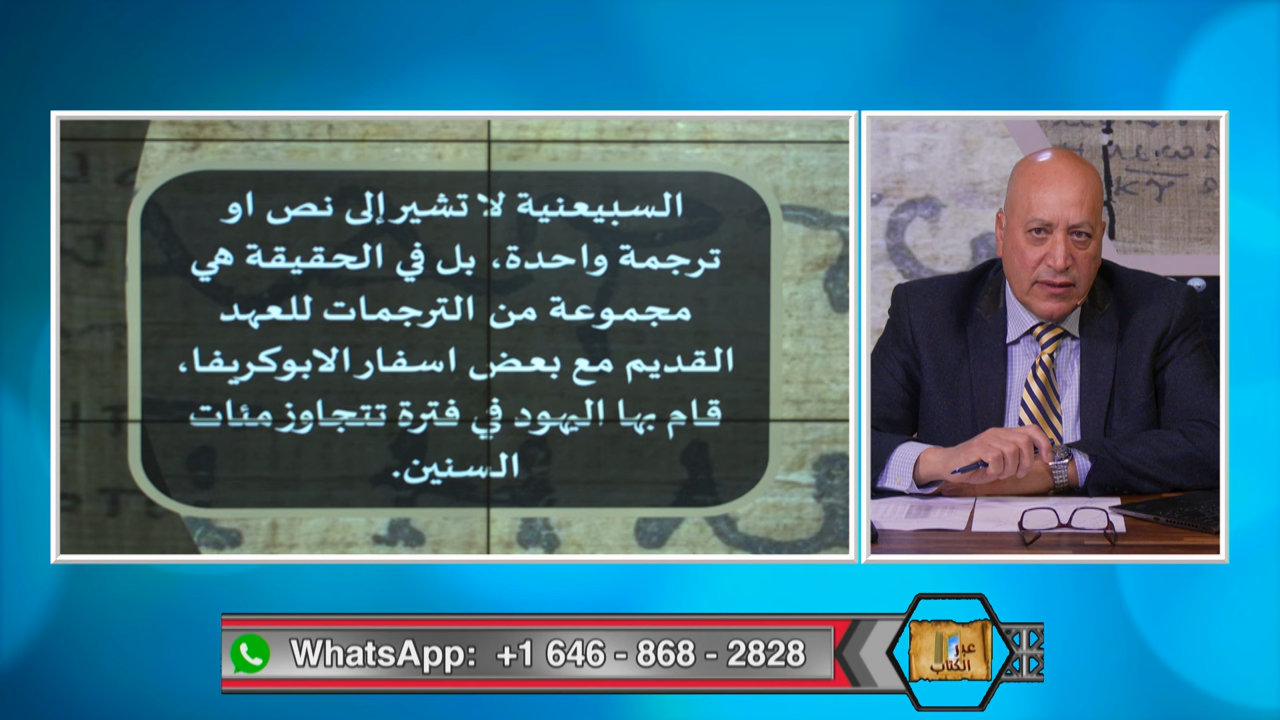 السبيعنية لا تشير إلى نص او
ترجمة واحدة، بل في الحقيقة هي
مجموعة من الترجمات للعهد
القديم مع بعض اسفار الابوكريفا،
قام بها اليهود في فترة تتجاوز مئات
السنين.
WhatsApp: +1 646 - 868 - 2828
عبر
الكتاب